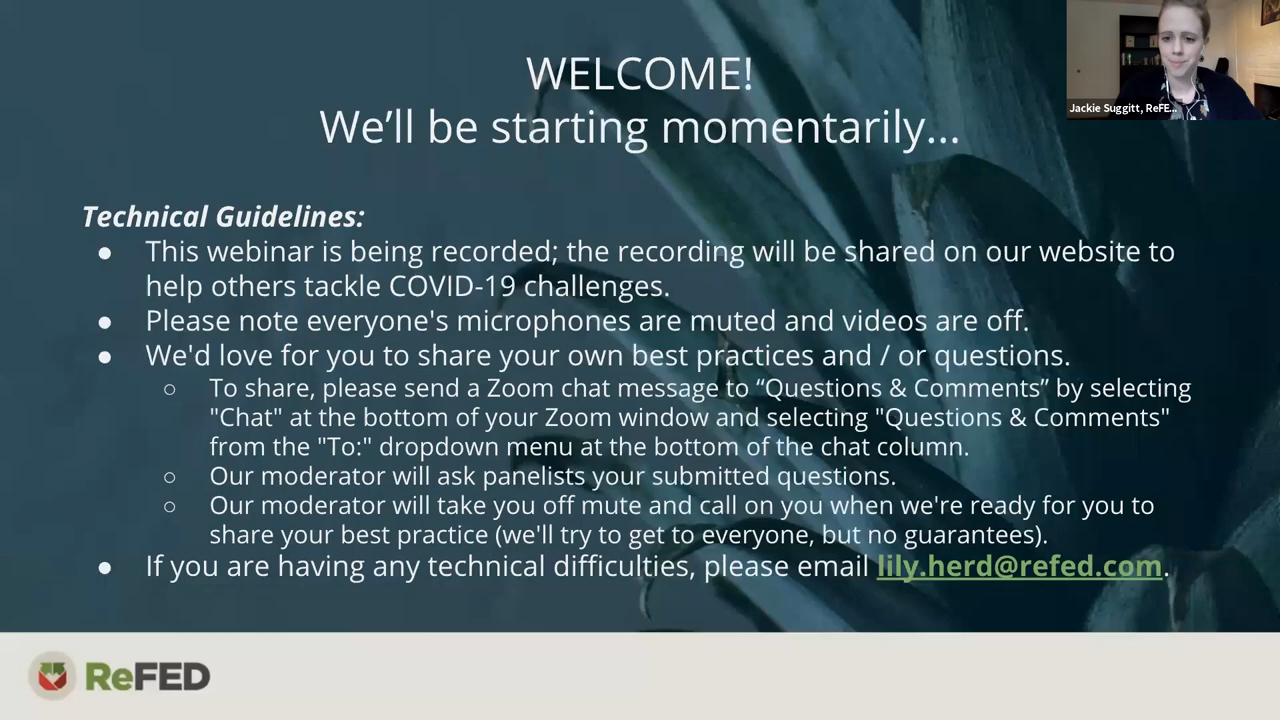 WELCOME!
We’ll be starting momentarily...
Jackie Suggitt, ReFE...
Technical Guidelines:
● This webinar is being recorded; the recording will be shared on our website to
help others tackle COVID-19 challenges.
● Please note everyone's microphones are muted and videos are off.
● We'd love for you to share your own best practices and / or questions.
○ To share, please send a Zoom chat message to “Questions & Comments” by selecting
"Chat" at the bottom of your Zoom window and selecting "Questions & Comments"
from the "To:" dropdown menu at the bottom of the chat column.
○ Our moderator will ask panelists your submitted questions.
○ Our moderator will take you off mute and call on you when we're ready for you to
share your best practice (we'll try to get to everyone, but no guarantees).
● If you are having any technical difficulties, please email lily.herd@refed.com.
ReFED